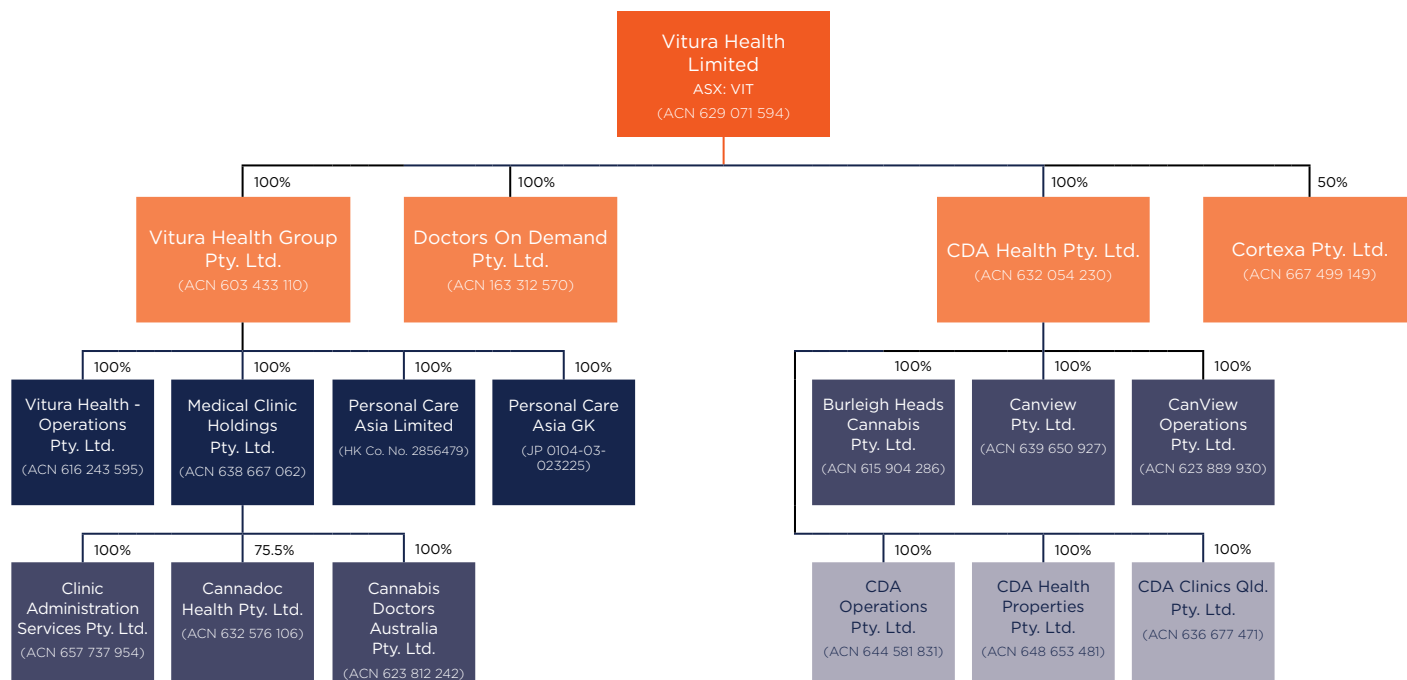 Vitura Health
Limited
ASX: VIT
(ACN 629 071 594)
100%
100%
100%
50%
Vitura Health Group
Pty. Ltd.
(ACN 603 433 110)
Doctors On Demand
Pty. Ltd.
(ACN 163 312 570)
CDA Health Pty. Ltd.
(ACN 632 054 230)
Cortexa Pty. Ltd.
(ACN 667 499 149)
100%
100%
100%
100%
100%
100%
100%
Vitura Health -
Operations
Pty. Ltd.
(ACN 616 243 595)
Medical Clinic
Holdings
Pty. Ltd.
(ACN 638 667 062)
Personal Care
Asia Limited
(HK Co. No. 2856479)
Personal Care
Asia GK
(JP 0104-03-
023225)
Burleigh Heads
Cannabis
Pty. Ltd.
(ACN 615 904 286)
Canview
Pty. Ltd.
(ACN 639 650 927)
CanView
Operations
Pty. Ltd.
(ACN 623 889 930)
100%
75.5%
100%
100%
100%
100%
Clinic
Administration
Services Pty. Ltd.
(ACN 657 737 954)
Cannadoc
Health Pty. Ltd.
(ACN 632 576 106)
Cannabis
Doctors
Australia
Pty. Ltd.
(ACN 623 812 242)
CDA
Operations
Pty. Ltd.
(ACN 644 581 831)
CDA Health
Properties
Pty. Ltd.
(ACN 648 653 481)
CDA Clinics Qld.
Pty. Ltd.
(ACN 636 677 471)